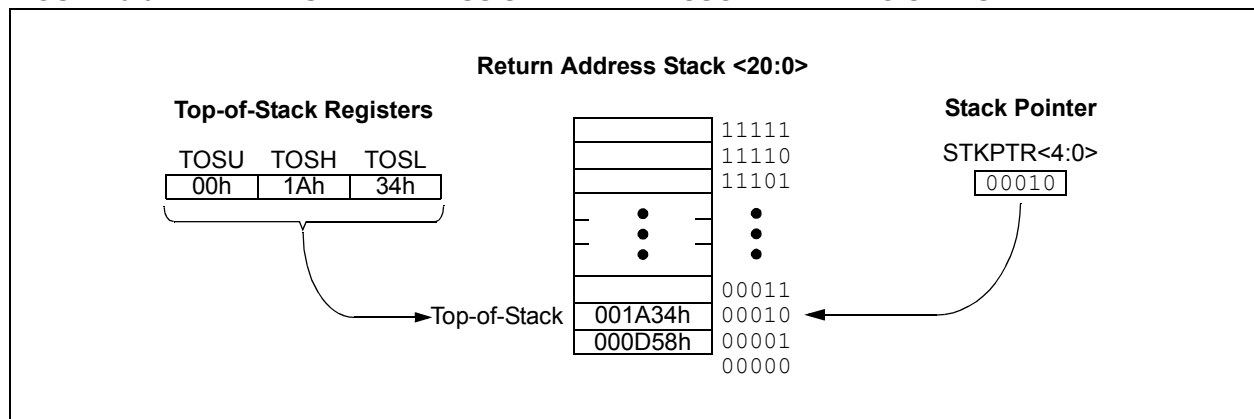 Return Address Stack <20:0>
Top-of-Stack Registers
Stack Pointer
TOSU TOSH TOSL
STKPTR<4:0>
00h 1Ah 34h
00010
11111
11110
11101
00011
Top-of-Stack 001A34h 00010
000D58h 00001
00000